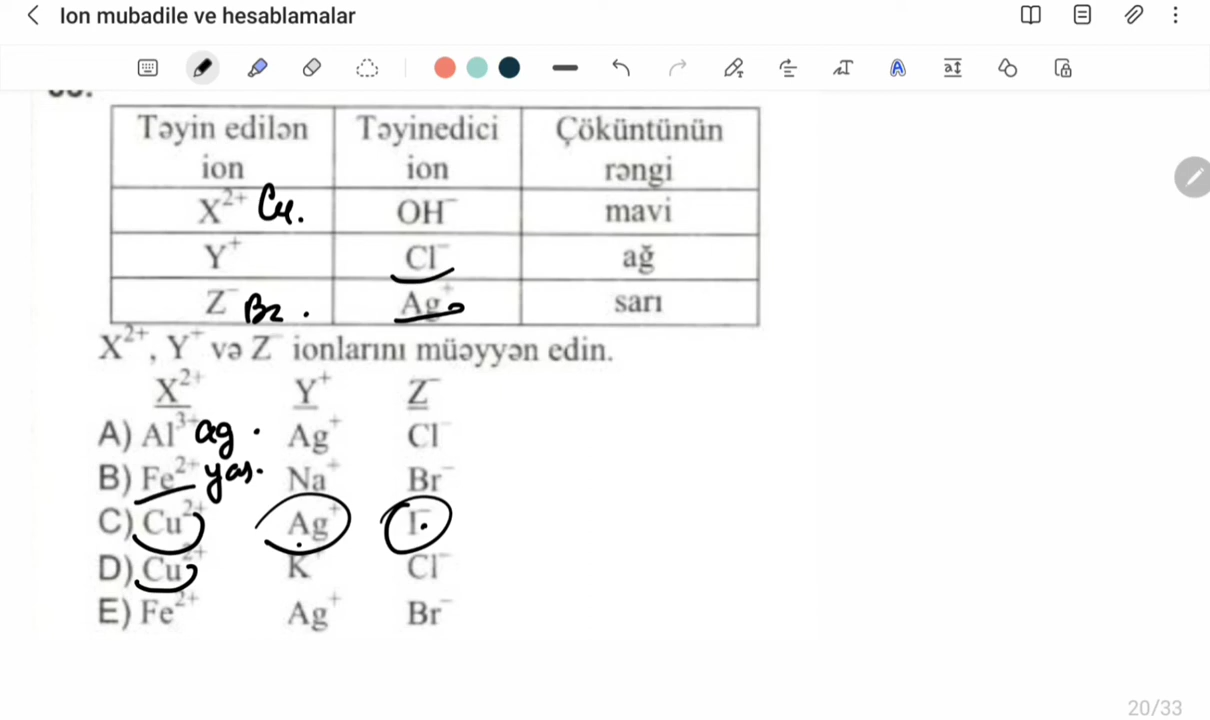 Ion mubadile ve hesablamalar
Təyin edilən ion Təyinedici ion Çöküntünün rəngi
X²⁺ Cu. OH⁻ mavi
Y⁺ Cl⁻ ağ
Z⁻ Br. Ag⁺ sarı
X²⁺, Y⁺ və Z⁻ ionlarını müəyyən edin.
X²⁺ Y⁺ Z⁻
A) Al³⁺ ağ. Ag⁺ Cl⁻
B) Fe²⁺ yaş. Na⁺ Br⁻
C) Cu²⁺ Ag⁺ I⁻
D) Cu²⁺ K⁺ Cl⁻
E) Fe²⁺ Ag⁺ Br⁻
20/33